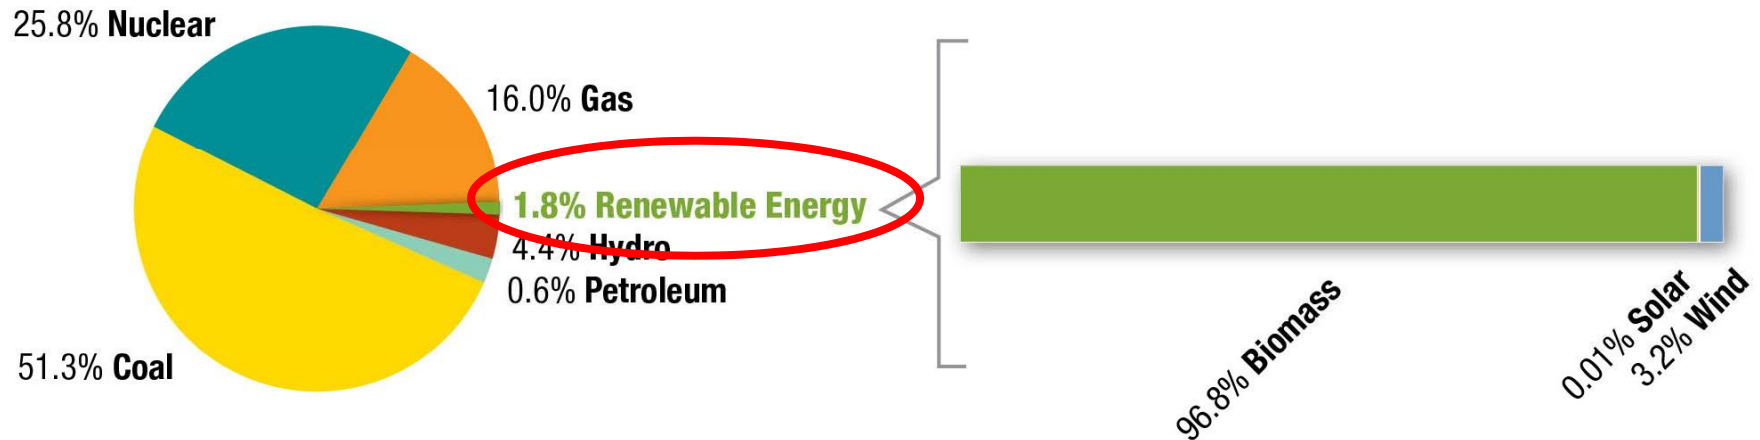 25.8% Nuclear
16.0% Gas
1.8% Renewable Energy
4.4% Hydro
0.6% Petroleum
51.3% Coal
96.8% Biomass
0.01% Solar
3.2% Wind